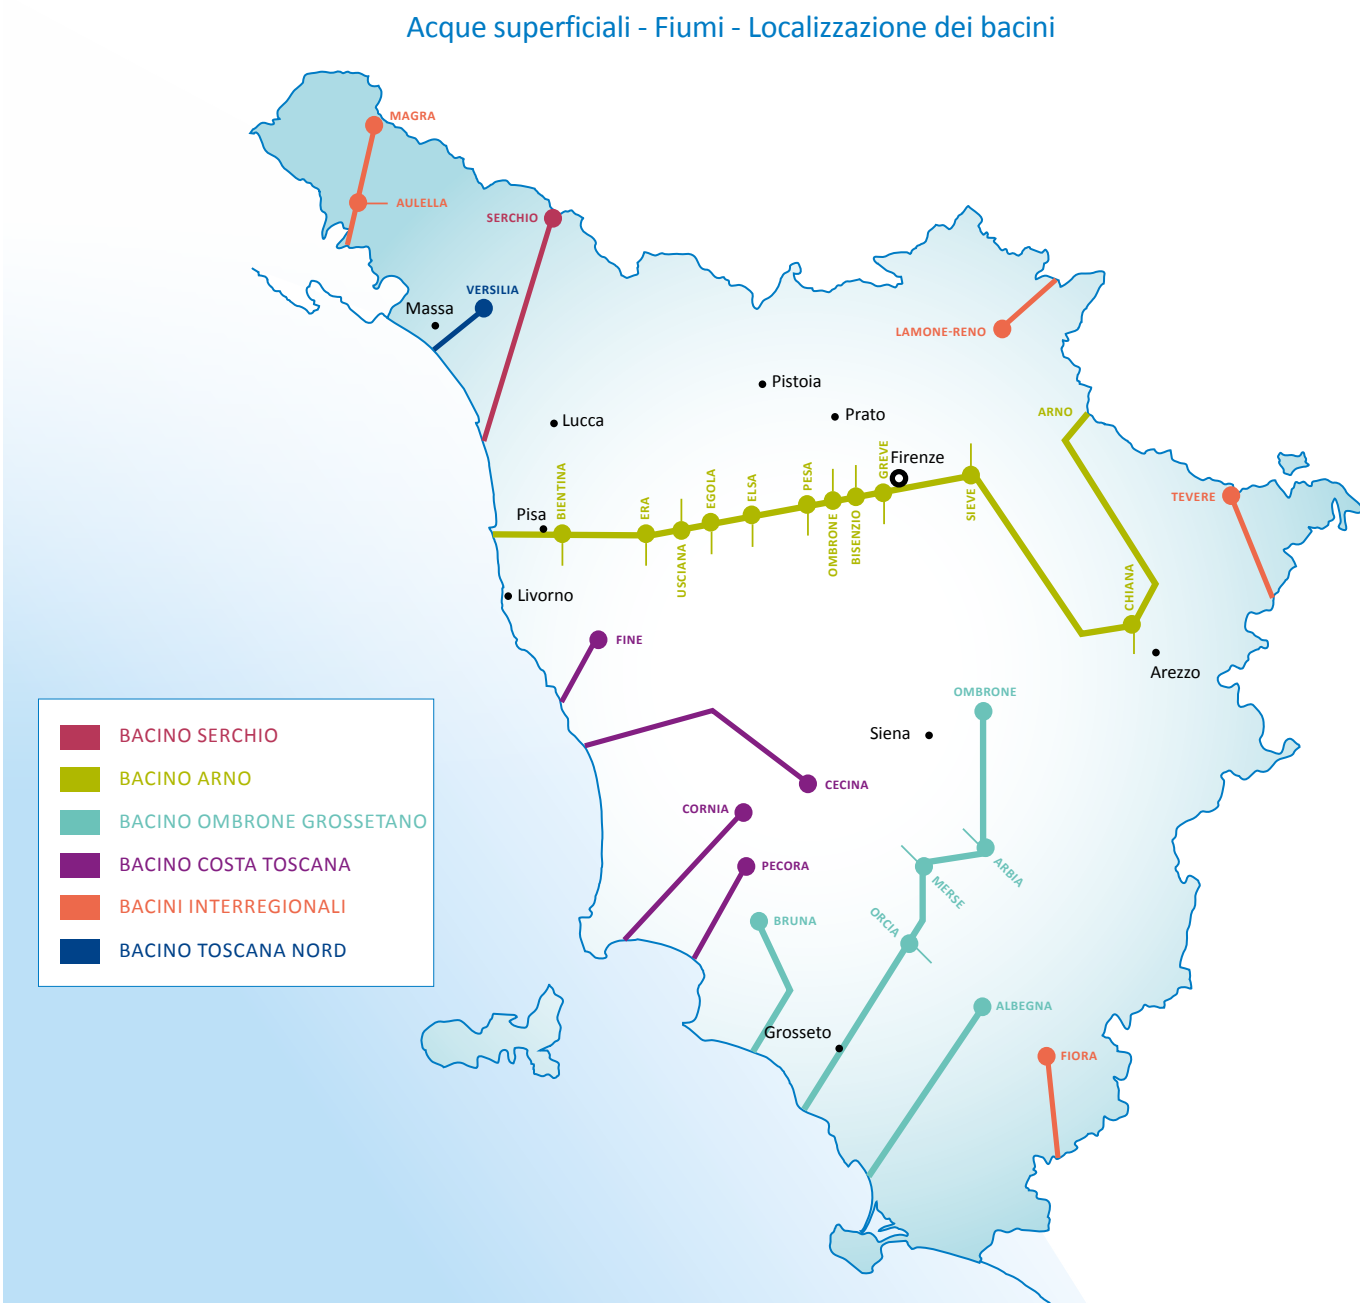 Acque superficiali - Fiumi - Localizzazione dei bacini
MAGRA
AULELLA
SERCHIO
VERSILIA
Massa
LAMONE-RENO
Pistoia
Prato
Lucca
ARNO
Firenze
GREVE
SIEVE
PESA
OMBRONE
BISENZIO
ELSA
EGOLA
USCIANA
ERA
BIENTINA
Pisa
TEVERE
Livorno
CHIANA
FINE
Arezzo
OMBRONE
Siena
CECINA
CORNIA
PECORA
ARBIA
MERSE
ORCIA
BRUNA
ALBEGNA
Grosseto
FIORA
BACINO SERCHIO
BACINO ARNO
BACINO OMBRONE GROSSETANO
BACINO COSTA TOSCANA
BACINI INTERREGIONALI
BACINO TOSCANA NORD